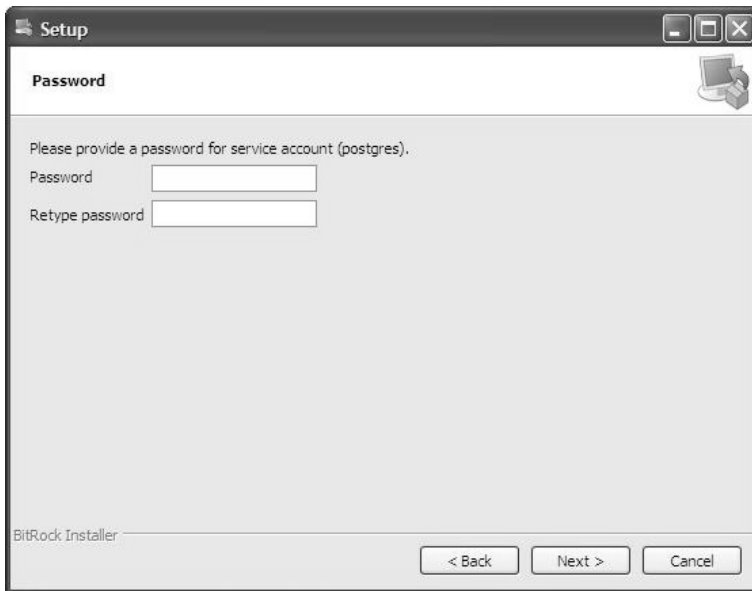 Setup
Password
Please provide a password for service account (postgres).
Password
Retype password
BitRock Installer
< Back Next > Cancel